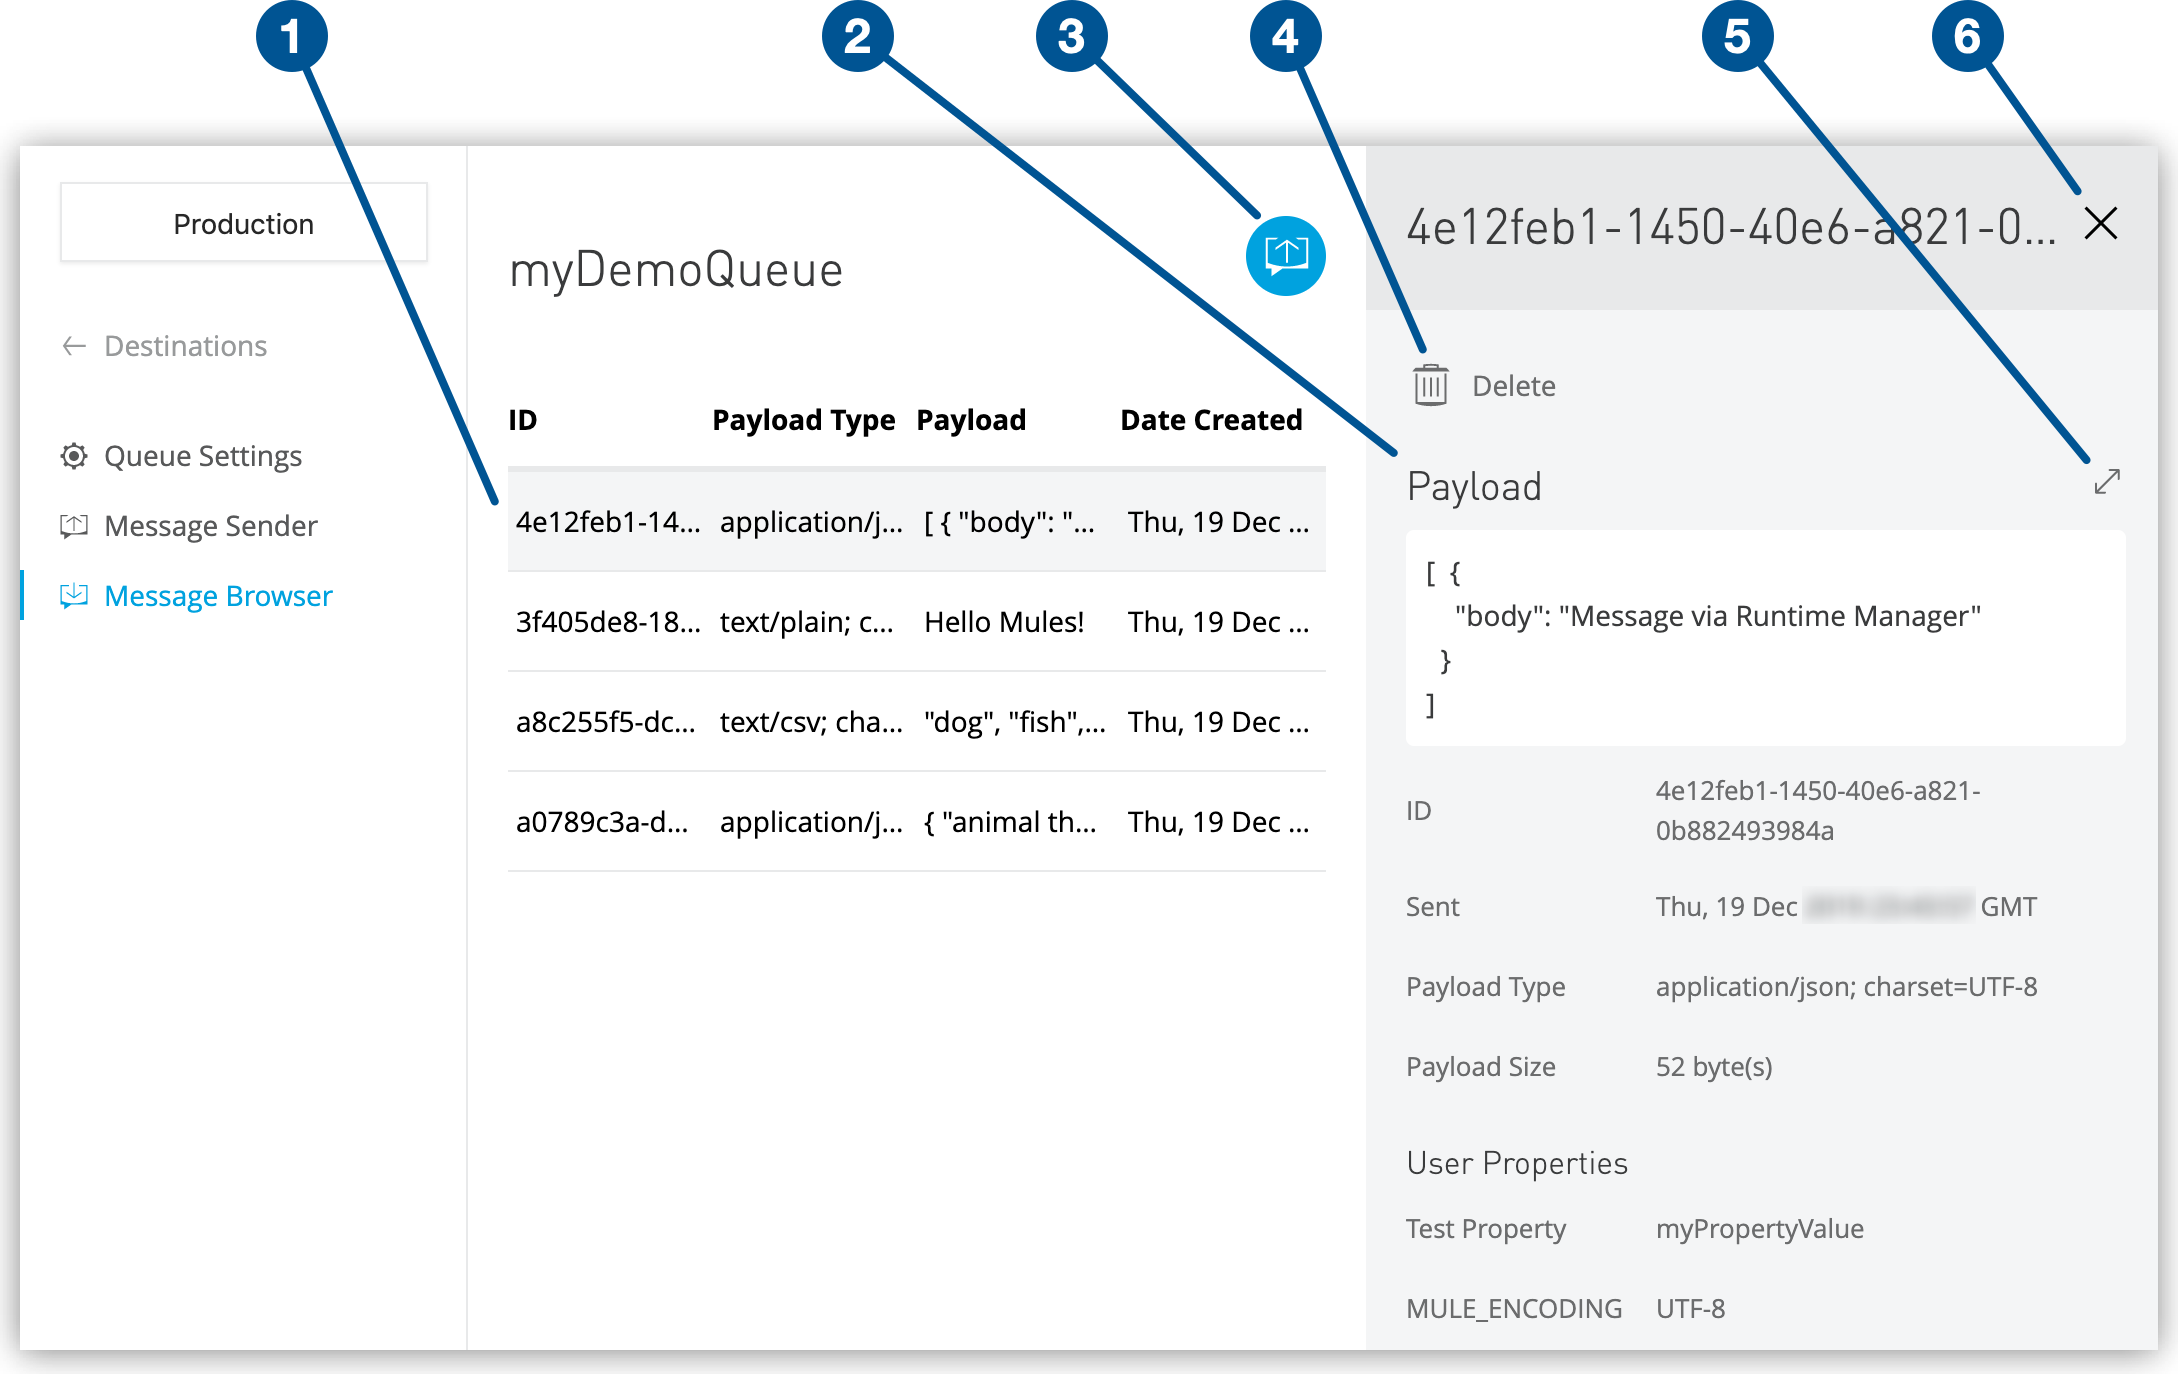 1 2 3 4 5 6
Production
Destinations
Queue Settings
Message Sender
Message Browser
myDemoQueue
ID Payload Type Payload Date Created
4e12feb1-14... application/j... [ { "body": "... Thu, 19 Dec ...
3f405de8-18... text/plain; c... Hello Mules! Thu, 19 Dec ...
a8c255f5-dc... text/csv; cha... "dog", "fish",... Thu, 19 Dec ...
a0789c3a-d... application/j... { "animal th... Thu, 19 Dec ...
4e12feb1-1450-40e6-a821-0...
Delete
Payload
[ {
"body": "Message via Runtime Manager"
}
]
ID 4e12feb1-1450-40e6-a821-
0b882493984a
Sent Thu, 19 Dec GMT
Payload Type application/json; charset=UTF-8
Payload Size 52 byte(s)
User Properties
Test Property myPropertyValue
MULE_ENCODING UTF-8